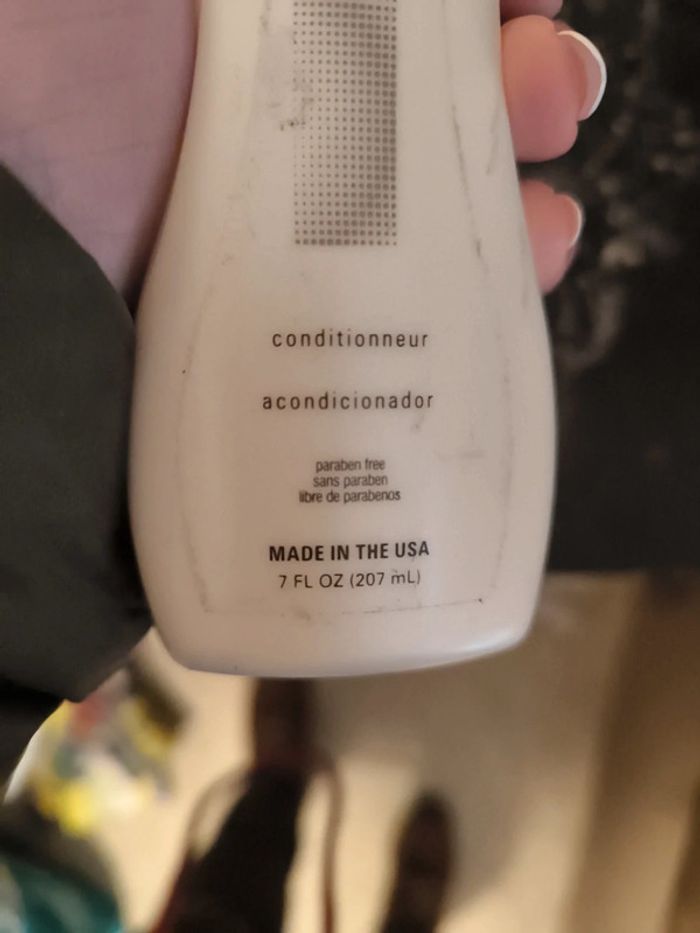 conditionneur
acondicionador
paraben free
sans paraben
libre de parabenos
MADE IN THE USA
7 FL OZ (207 mL)